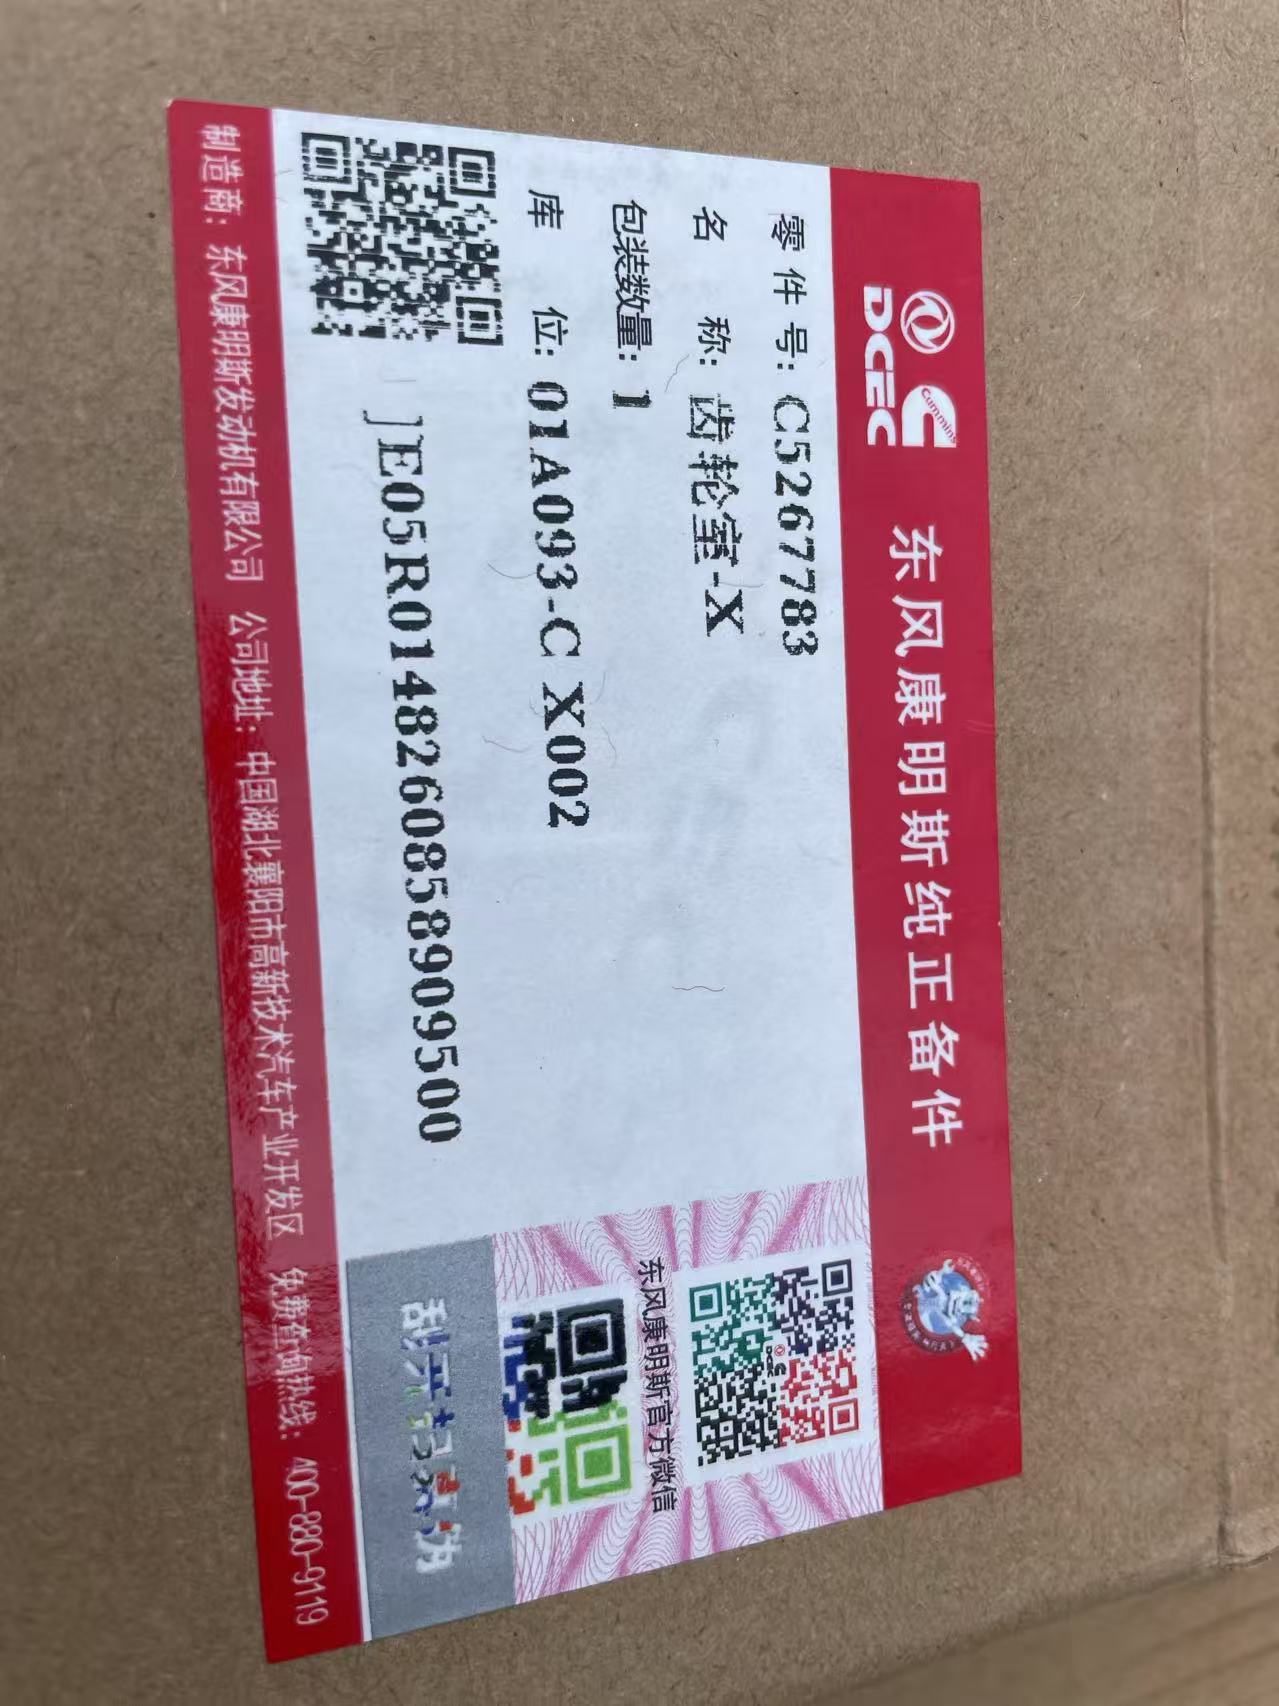 DCEC
cummins
东风康明斯纯正备件
零件号：C5267783
名称：齿轮室-X
包装数量：1
库位：01A093-C X002
JE05R0148260858909500
DCEC
东风康明斯官方微信
制造商：东风康明斯发动机有限公司 公司地址：中国湖北襄阳市高新技术汽车产业开发区 免费查询热线：400-880-9119